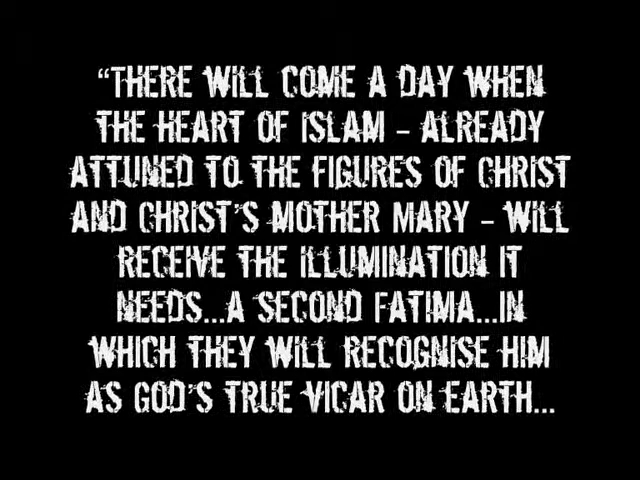 “THERE WILL COME A DAY WHEN
THE HEART OF ISLAM – ALREADY
ATTUNED TO THE FIGURES OF CHRIST
AND CHRIST'S MOTHER MARY – WILL
RECEIVE THE ILLUMINATION IT
NEEDS...A SECOND FATIMA...IN
WHICH THEY WILL RECOGNISE HIM
AS GOD'S TRUE VICAR ON EARTH...